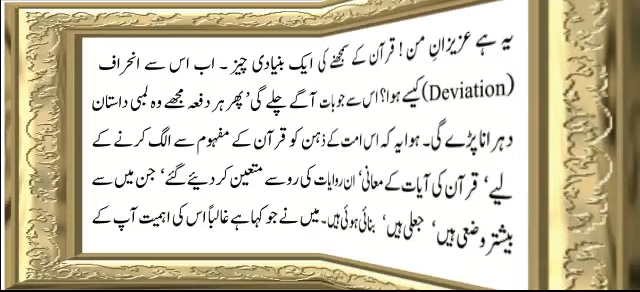 یہ ہے عزیزانِ من! قرآن کے سمجھنے کی ایک بنیادی چیز۔ اب اس سے انحراف
(Deviation) کیسے ہوا؟ اس سے جو بات آگے چلے گی' پھر ہر دفعہ مجھے وہ لمبی داستان
دہرانا پڑے گی۔ ہوا یہ کہ اس امت کے ذہن کو قرآن کے مفہوم سے الگ کرنے کے
لیے' قرآن کی آیات کے معانی' ان روایات کی رو سے متعین کر دیئے گئے' جن میں سے
بیشتر وضعی ہیں' جعلی ہیں' بنائی ہوئی ہیں۔ میں نے جو کہا ہے غالباً اس کی اہمیت آپ کے